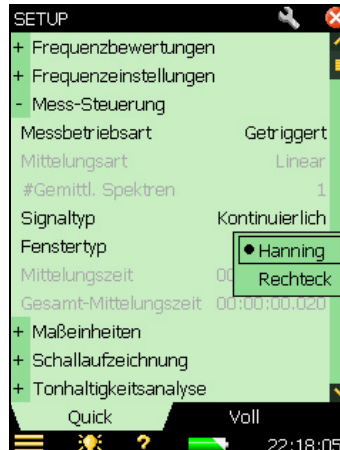 SETUP
+ Frequenzbewertungen
+ Frequenzeinstellungen
- Mess-Steuerung
Messbetriebsart Getriggert
Mittelungsart Linear
#Gemittl. Spektren 1
Signaltyp Kontinuierlich
Fenstertyp Hanning
Rechteck
Mittelungszeit 00
Gesamt-Mittelungszeit 00:00:00.020
+ Maßeinheiten
+ Schallaufzeichnung
+ Tonhaltigkeitsanalyse
Quick Voll
? 22:18:05